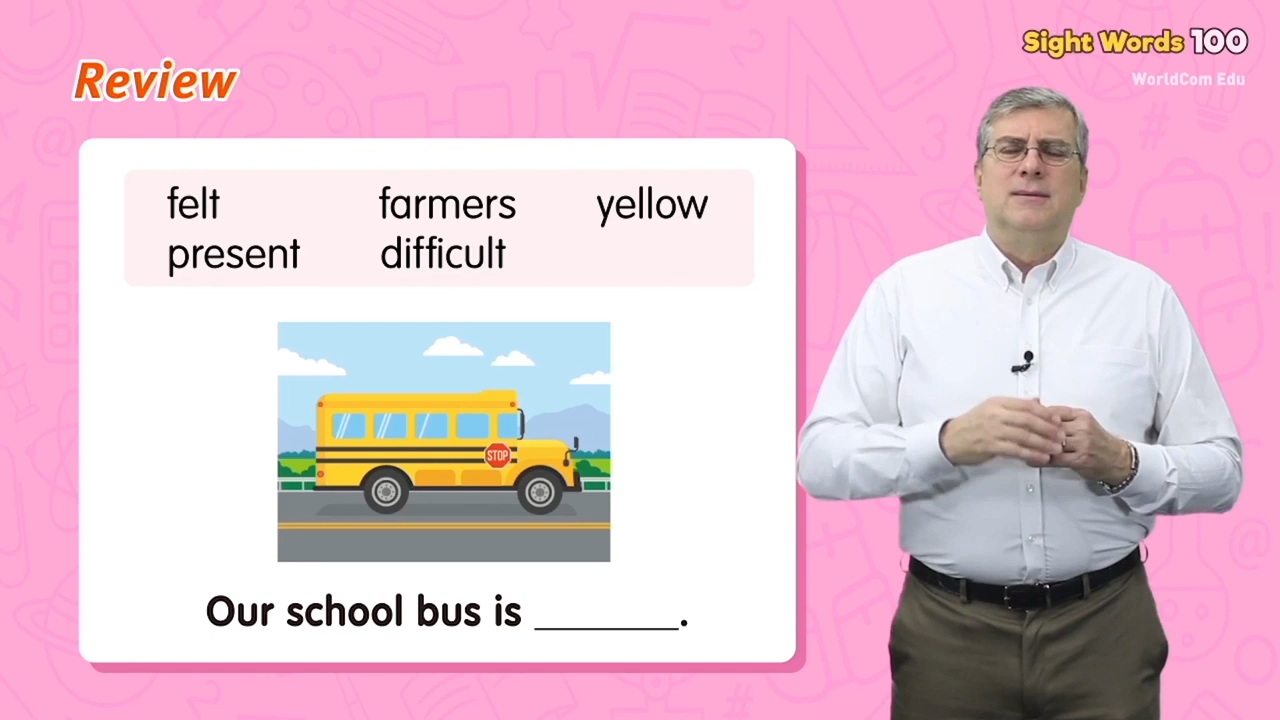 Sight Words 100
WorldCom Edu
Review
felt farmers yellow
present difficult
STOP
Our school bus is ________.